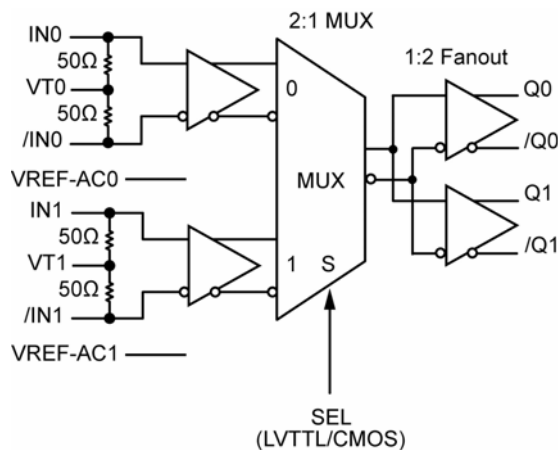 2:1 MUX
IN0
50Ω
VT0
50Ω
/IN0
VREF-AC0
IN1
50Ω
VT1
50Ω
/IN1
VREF-AC1
0
MUX
1 S
1:2 Fanout
Q0
/Q0
Q1
/Q1
SEL
(LVTTL/CMOS)